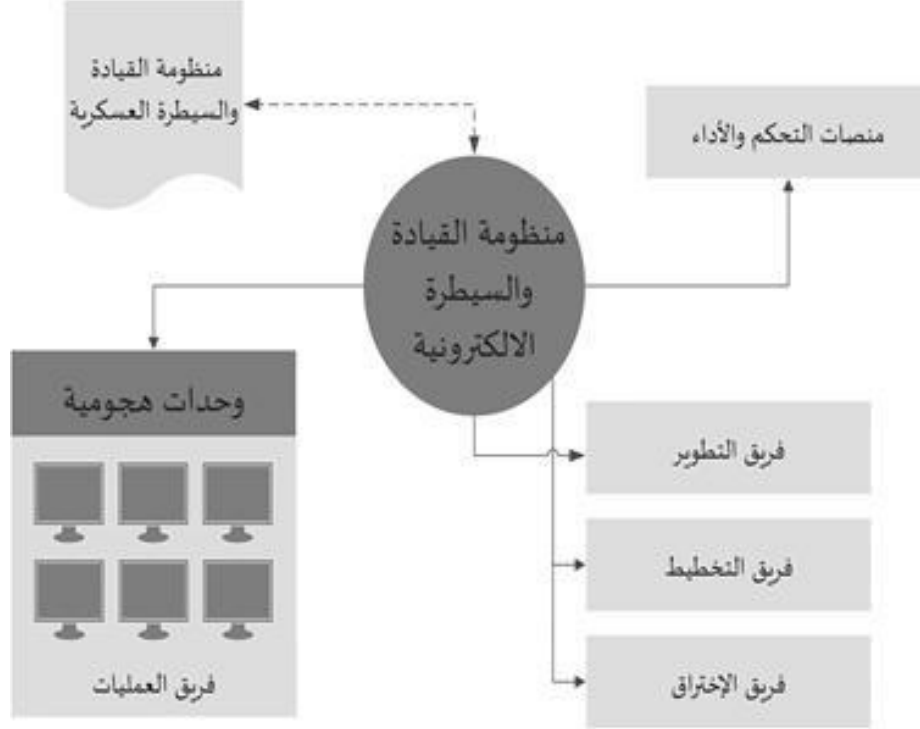 منظومة القيادة
والسيطرة العسكرية
منصات التحكم والأداء
منظومة القيادة
والسيطرة
الالكترونية
وحدات هجومية
فريق العمليات
فريق التطوير
فريق التخطيط
فريق الإختراق